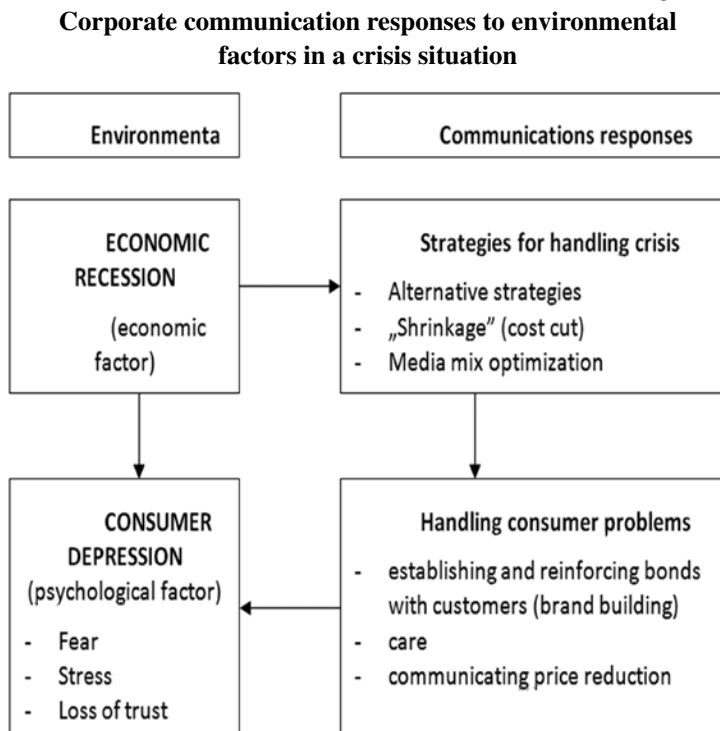 Corporate communication responses to environmental
factors in a crisis situation
Environmenta
Communications responses
ECONOMIC
RECESSION
(economic
factor)
Strategies for handling crisis
- Alternative strategies
- „Shrinkage” (cost cut)
- Media mix optimization
CONSUMER
DEPRESSION
(psychological factor)
- Fear
- Stress
- Loss of trust
Handling consumer problems
- establishing and reinforcing bonds
with customers (brand building)
- care
- communicating price reduction